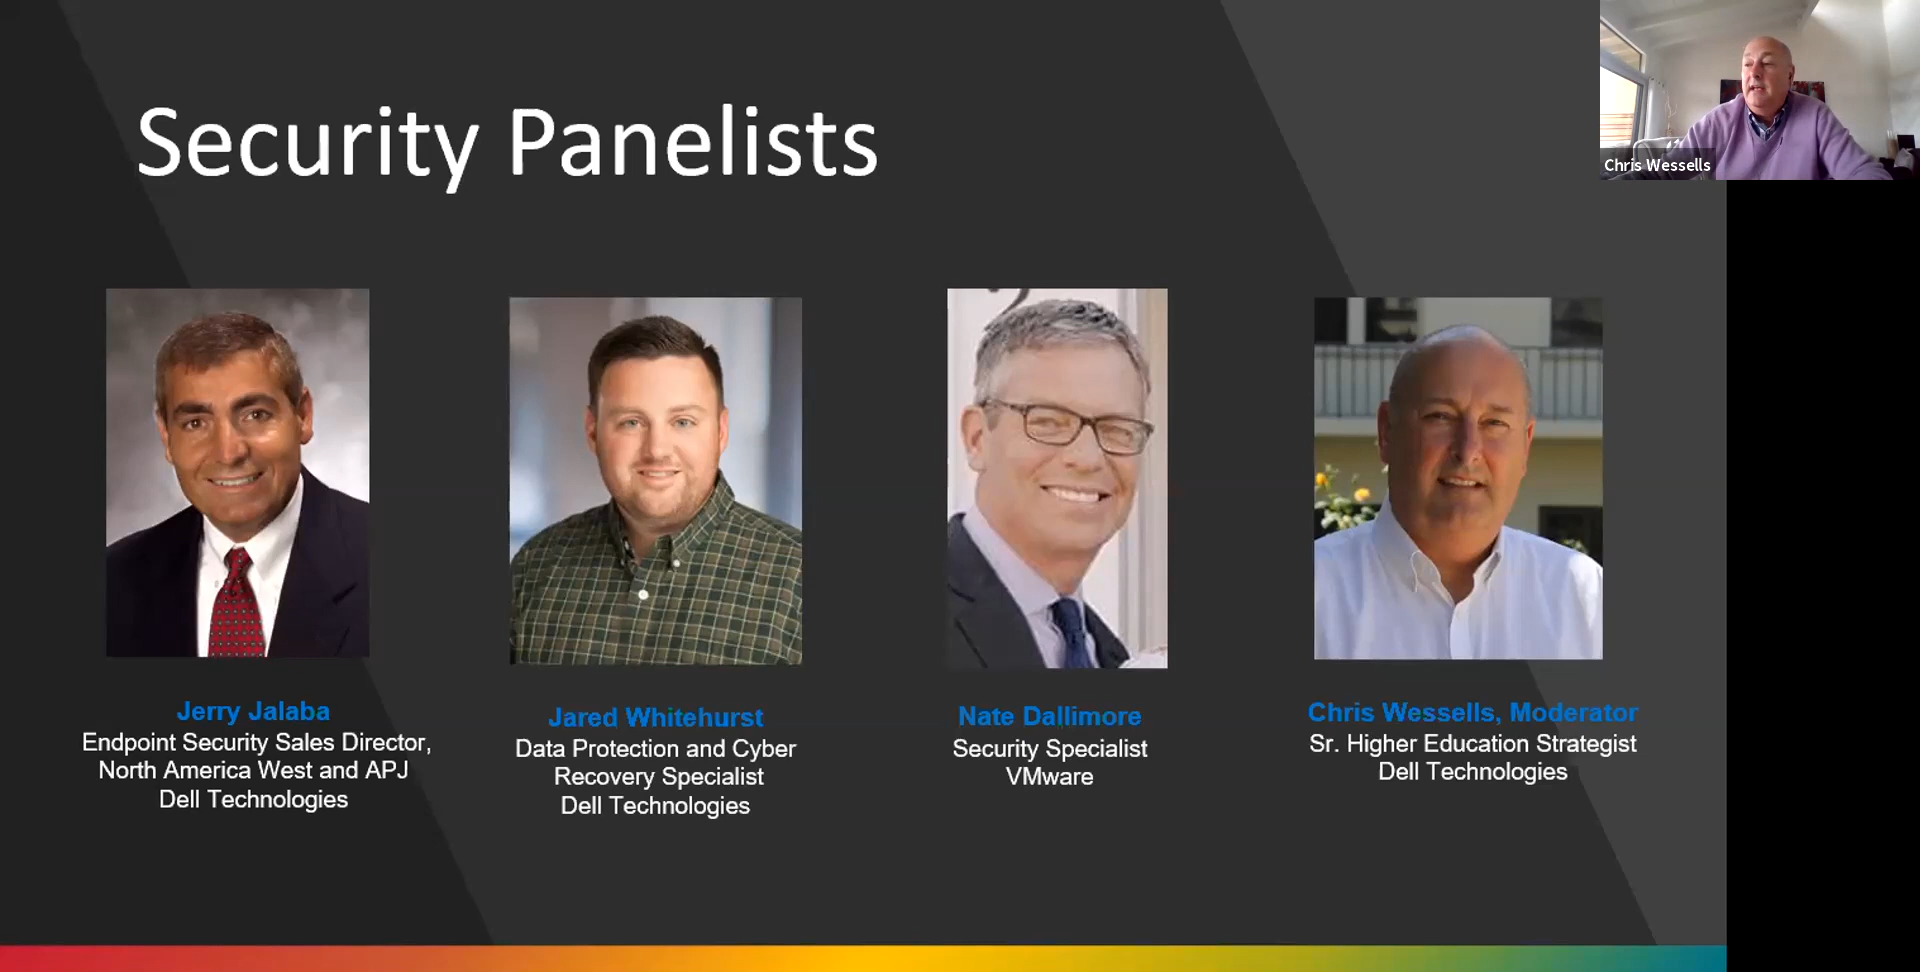 Security Panelists
Chris Wessells
Jerry Jalaba
Endpoint Security Sales Director,
North America West and APJ
Dell Technologies
Jared Whitehurst
Data Protection and Cyber
Recovery Specialist
Dell Technologies
Nate Dallimore
Security Specialist
VMware
Chris Wessells, Moderator
Sr. Higher Education Strategist
Dell Technologies